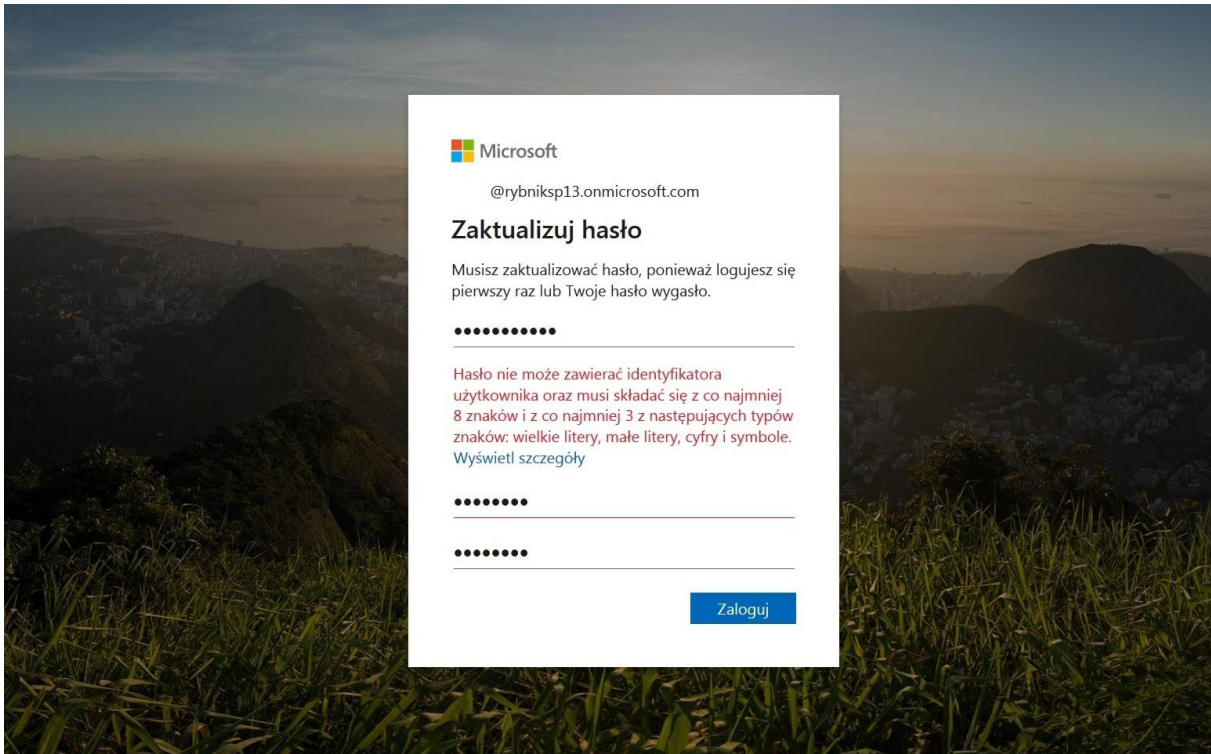 Microsoft
@rybniksp13.onmicrosoft.com
Zaktualizuj hasło
Musisz zaktualizować hasło, ponieważ logujesz się
pierwszy raz lub Twoje hasło wygasło.
Hasło nie może zawierać identyfikatora
użytkownika oraz musi składać się z co najmniej
8 znaków i z co najmniej 3 z następujących typów
znaków: wielkie litery, małe litery, cyfry i symbole.
Wyświetl szczegóły
Zaloguj